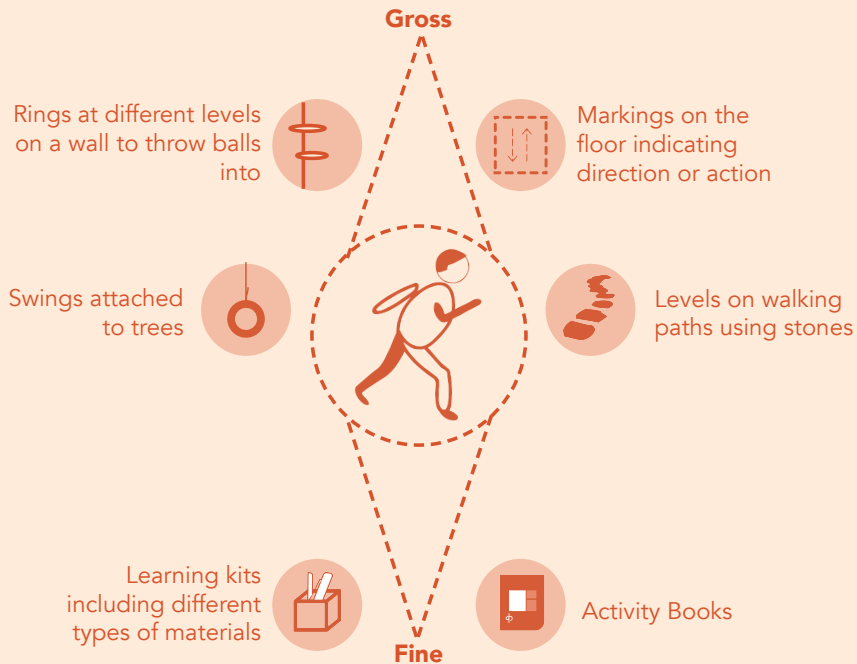 Gross
Rings at different levels
on a wall to throw balls
into
Markings on the
floor indicating
direction or action
Swings attached
to trees
Levels on walking
paths using stones
Learning kits
including different
types of materials
Activity Books
Fine